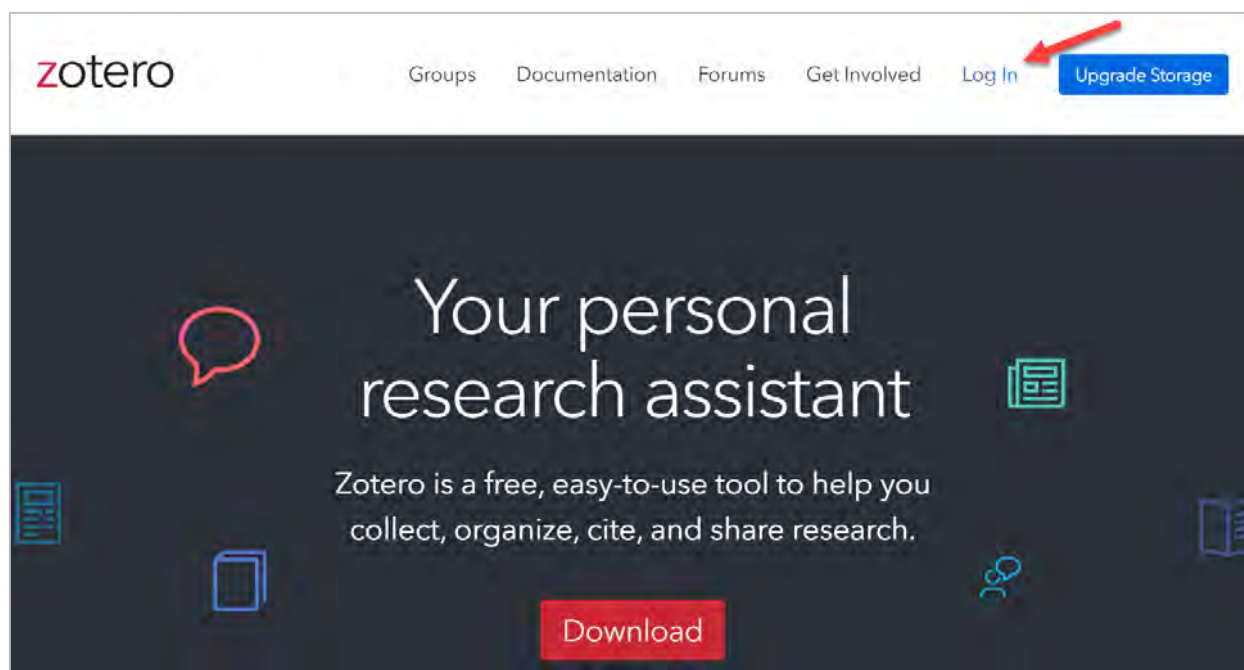 zotero
Groups Documentation Forums Get Involved Log In Upgrade Storage
Your personal
research assistant
Zotero is a free, easy-to-use tool to help you
collect, organize, cite, and share research.
Download